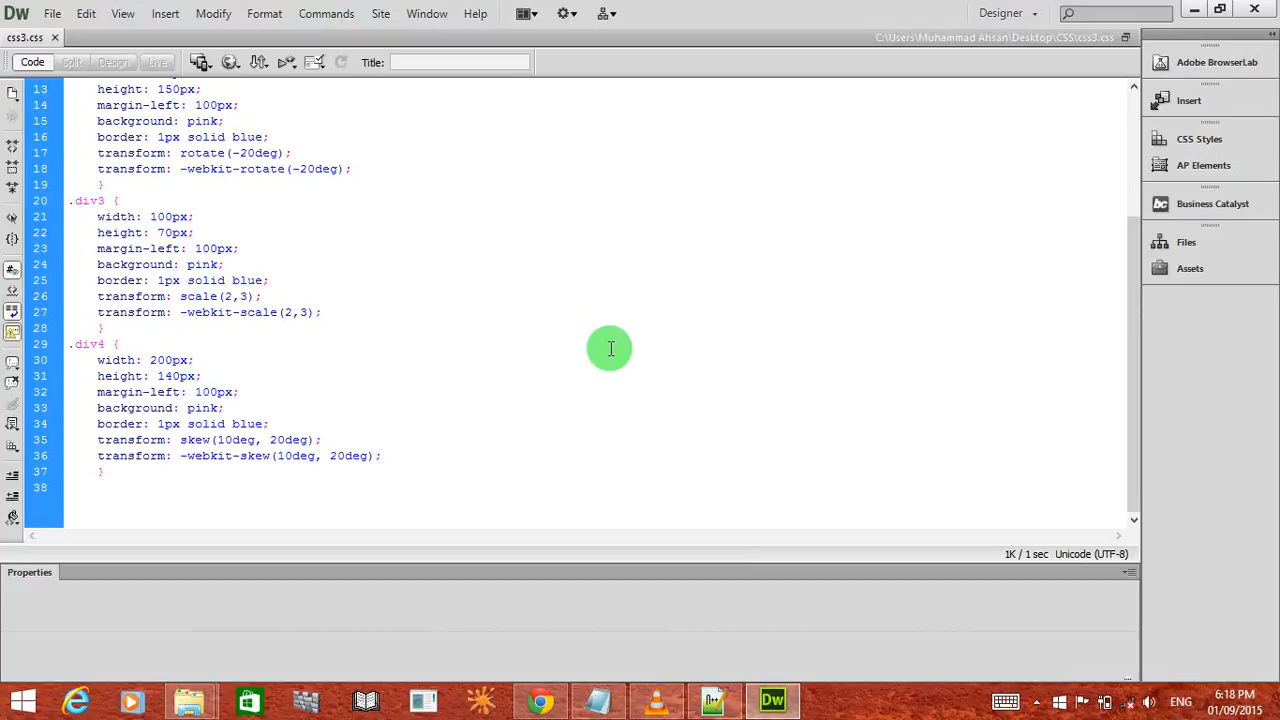 Dw File Edit View Insert Modify Format Commands Site Window Help Designer
css3.css C:\Users\Muhammad Ahsan\Desktop\CSS\css3.css
Code Split Design Live Title:
13 height: 150px;
14 margin-left: 100px;
15 background: pink;
16 border: 1px solid blue;
17 transform: rotate(-20deg);
18 transform: -webkit-rotate(-20deg);
19 }
20 .div3 {
21 width: 100px;
22 height: 70px;
23 margin-left: 100px;
24 background: pink;
25 border: 1px solid blue;
26 transform: scale(2,3);
27 transform: -webkit-scale(2,3);
28 }
29 .div4 {
30 width: 200px;
31 height: 140px;
32 margin-left: 100px;
33 background: pink;
34 border: 1px solid blue;
35 transform: skew(10deg, 20deg);
36 transform: -webkit-skew(10deg, 20deg);
37 }
38
1K / 1 sec Unicode (UTF-8)
Properties
Adobe BrowserLab
Insert
CSS Styles
AP Elements
bc Business Catalyst
Files
Assets
Dw ENG 6:18 PM
01/09/2015